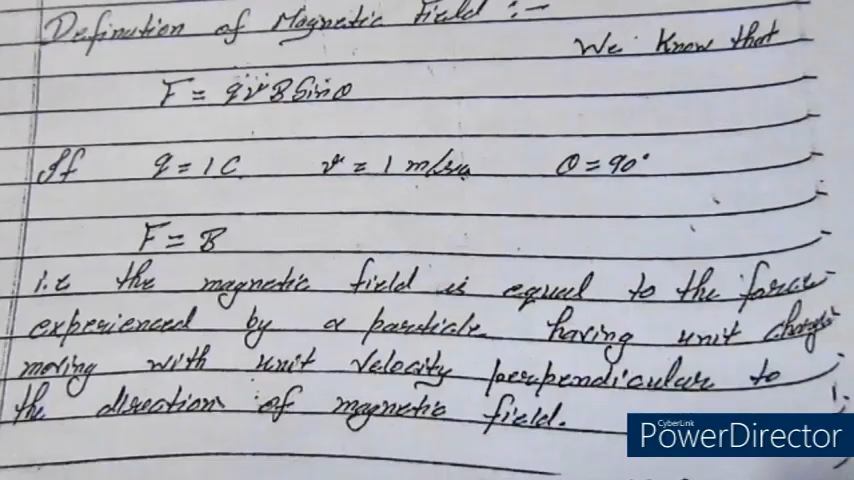 Definition of Magnetic Field :-
We Know that
F = qvB Sinθ
If q = 1C v = 1 m/sec θ = 90°
F = B
i.e the magnetic field is equal to the force
experienced by a particle having unit charge
moving with unit velocity perpendicular to
the direction of magnetic field.
CyberLink
PowerDirector